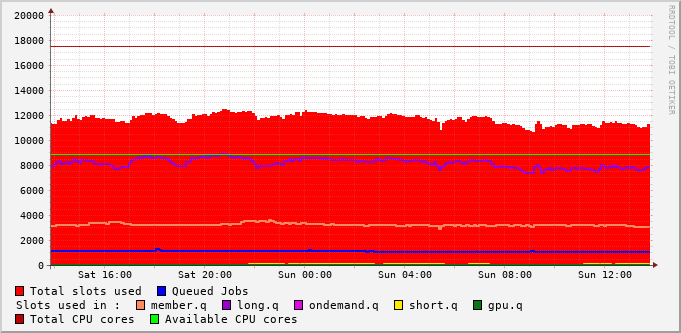 20000
18000
16000
14000
12000
10000
8000
6000
4000
2000
0
Sat 16:00 Sat 20:00 Sun 00:00 Sun 04:00 Sun 08:00 Sun 12:00
RRDTOOL / TOBI OETIKER
Total slots used Queued Jobs
Slots used in : member.q long.q ondemand.q short.q gpu.q
Total CPU cores Available CPU cores